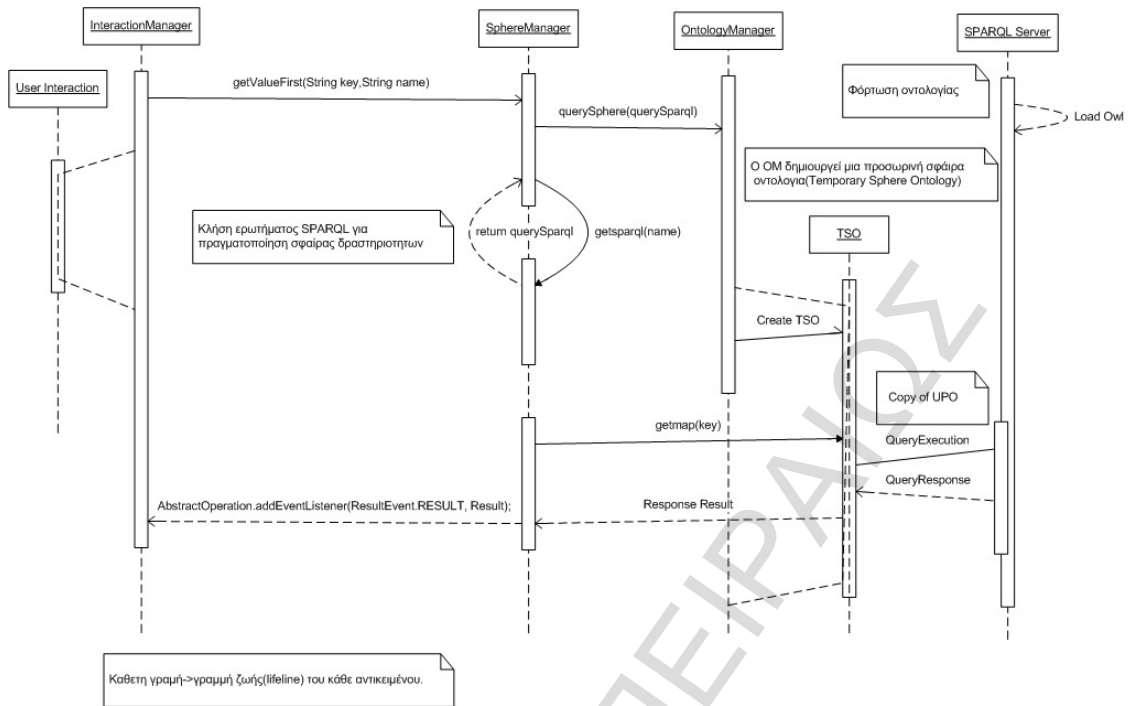 InteractionManager
SphereManager
OntologyManager
SPARQL Server
User Interaction
getValueFirst(String key,String name)
Φόρτωση οντολογίας
querySphere(querySparql)
Load Owl
Ο ΟΜ δημιουργεί μια προσωρινή σφάιρα
οντολογια(Temporary Sphere Ontology)
Κλήση ερωτήματος SPARQL για
πραγματοποίηση σφαίρας δραστηριοτητων
return querySparql
getsparql(name)
TSO
Create TSO
Copy of UPO
getmap(key)
QueryExecution
QueryResponse
AbstractOperation.addEventListener(ResultEvent.RESULT, Result);
Response Result
Καθετη γραμή->γραμμή ζωής(lifeline) του κάθε αντικειμένου.
ΠΕΙΡΑΙΩΣ